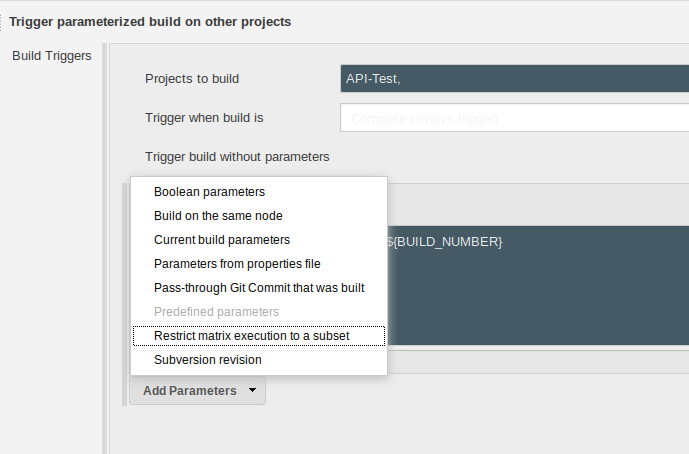 Trigger parameterized build on other projects
Build Triggers
Projects to build
API-Test,
Trigger when build is
Complete (always trigger)
Trigger build without parameters
Boolean parameters
Build on the same node
Current build parameters
Parameters from properties file
Pass-through Git Commit that was built
Predefined parameters
Restrict matrix execution to a subset
Subversion revision
${BUILD_NUMBER}
Add Parameters